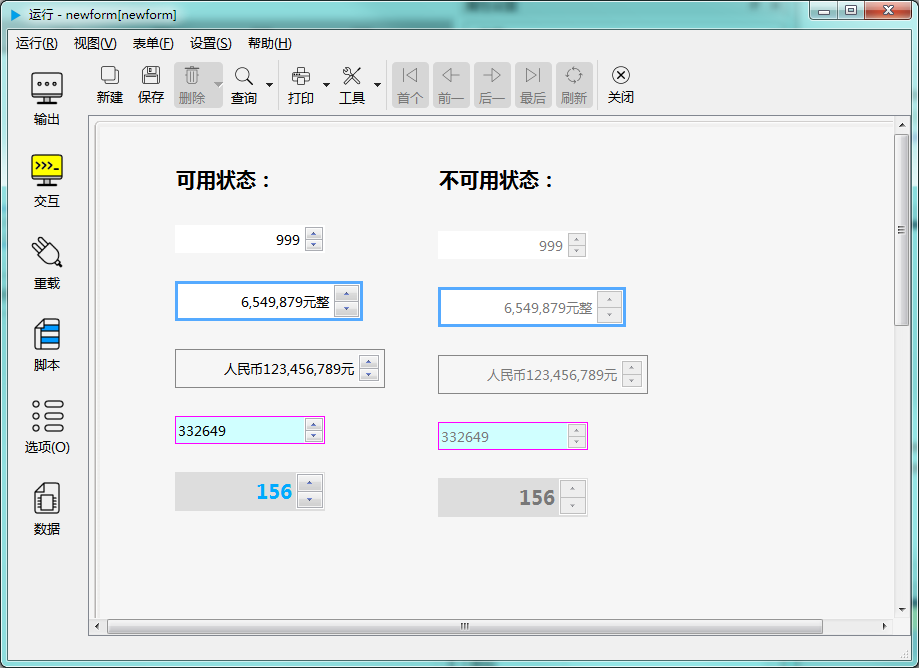 运行 - newform[newform]
运行(R) 视图(V) 表单(F) 设置(S) 帮助(H)
新建 保存 删除 查询 打印 工具 首个 前一 后一 最后 刷新 关闭
输出
交互
重载
脚本
选项(O)
数据
可用状态： 不可用状态：
999 999
6,549,879元整 6,549,879元整
人民币123,456,789元 人民币123,456,789元
332649 332649
156 156